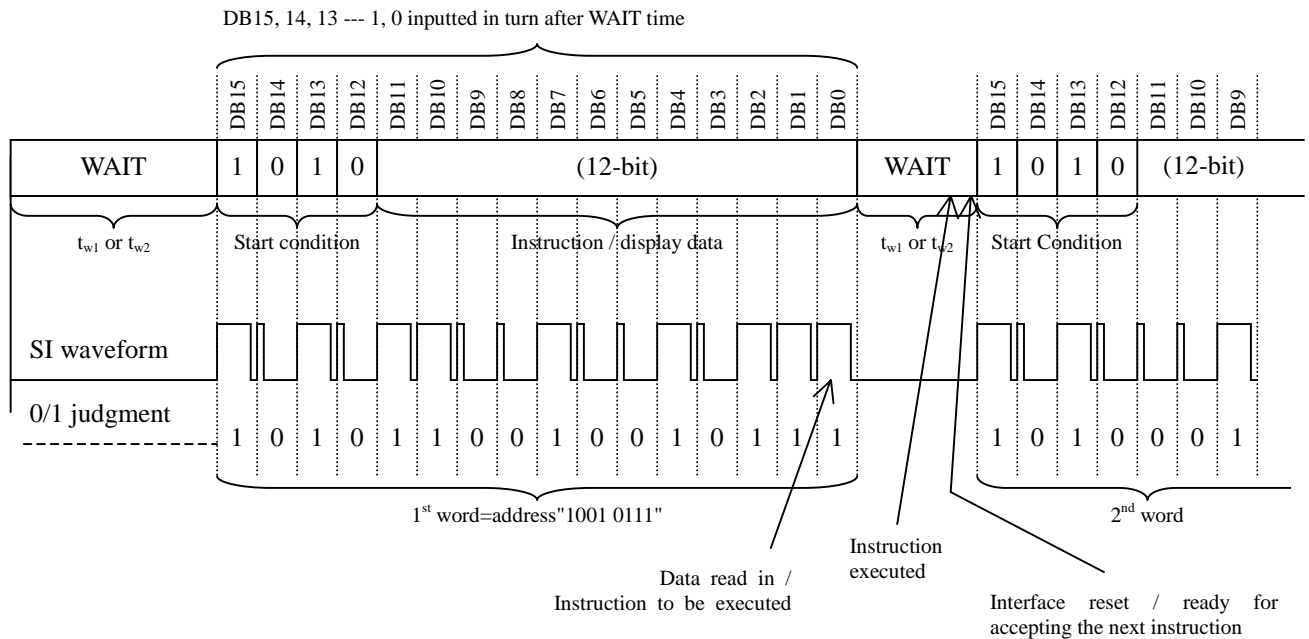 DB15, 14, 13 --- 1, 0 inputted in turn after WAIT time
DB15 DB14 DB13 DB12 DB11 DB10 DB9 DB8 DB7 DB6 DB5 DB4 DB3 DB2 DB1 DB0 DB15 DB14 DB13 DB12 DB11 DB10 DB9
WAIT 1 0 1 0 (12-bit) WAIT 1 0 1 0 (12-bit)
tw1 or tw2 Start condition Instruction / display data tw1 or tw2 Start Condition
SI waveform
0/1 judgment
1 0 1 0 1 1 0 0 1 0 0 1 0 1 1 1 1 0 1 0 0 0 1
1st word=address"1001 0111" 2nd word
Data read in /
Instruction to be executed
Instruction
executed
Interface reset / ready for
accepting the next instruction